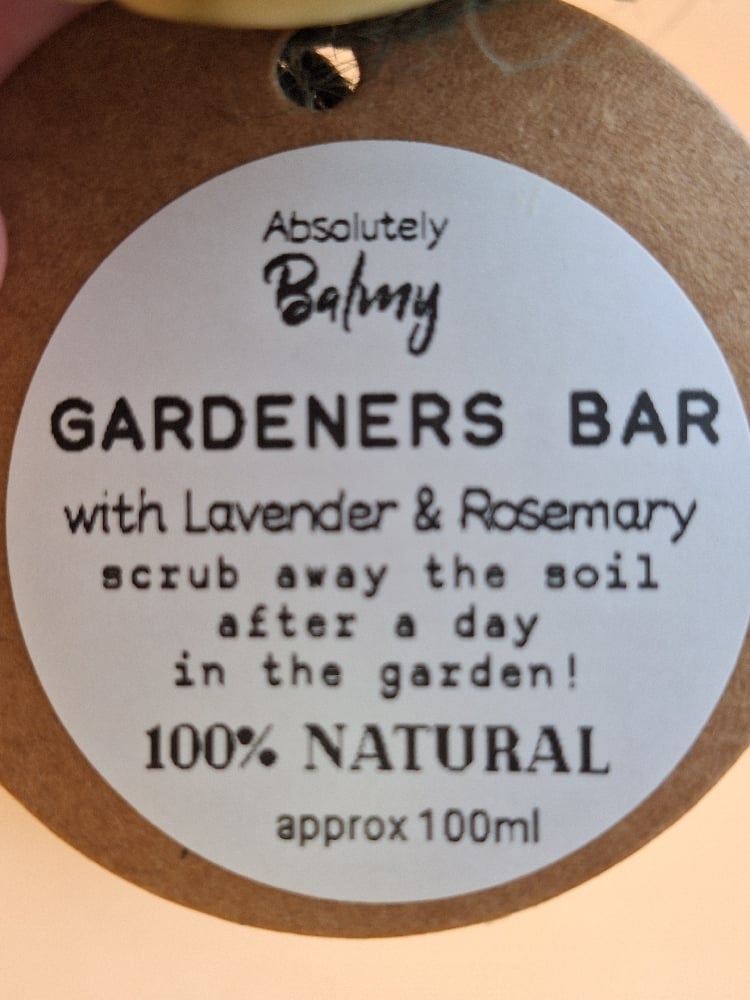 Absolutely
Balmy
GARDENERS BAR
with Lavender & Rosemary
scrub away the soil
after a day
in the garden!
100% NATURAL
approx 100ml